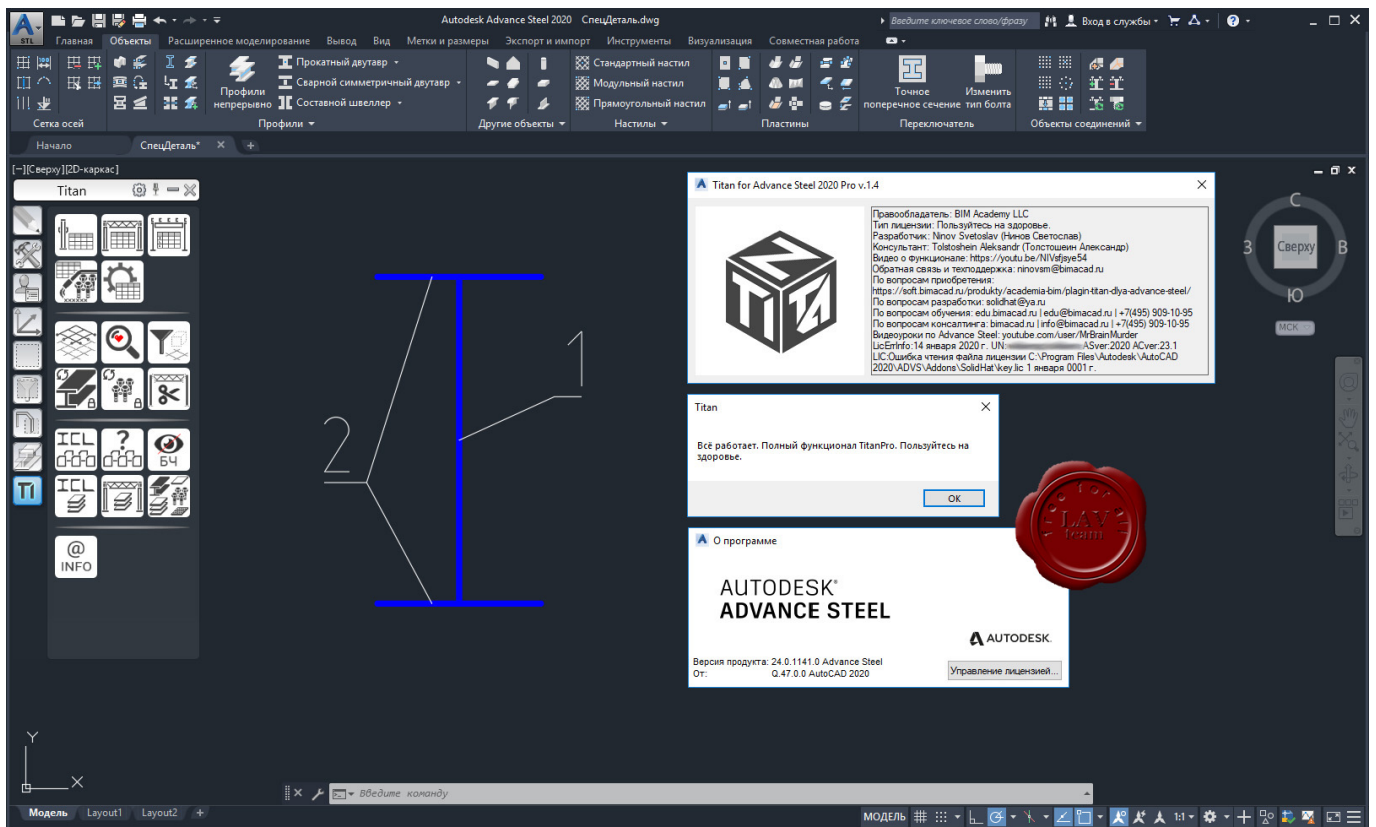 Autodesk Advance Steel 2020 СпецДеталь.dwg
Введите ключевое слово/фразу
Вход в службы
STL
Главная Объекты Расширенное моделирование Вывод Вид Метки и размеры Экспорт и импорт Инструменты Визуализация Совместная работа
Прокатный двутавр
Стандартный настил
Сварной симметричный двутавр
Модульный настил
Профили непрерывно
Составной швеллер
Прямоугольный настил
Точное поперечное сечение
Изменить тип болта
Сетка осей
Профили
Другие объекты
Настилы
Пластины
Переключатель
Объекты соединений
Начало
СпецДеталь*
[−][Сверху][2D-каркас]
Titan
ICL
?
БЧ
ICL
TI
@
INFO
1
2
Titan for Advance Steel 2020 Pro v.1.4
TITAN
Правообладатель: BIM Academy LLC
Тип лицензии: Пользуйтесь на здоровье.
Разработчик: Ninov Svetoslav (Нинов Светослав)
Консультант: Tolstoshein Aleksandr (Толстошеин Александр)
Видео о функционале: https://youtu.be/NIVsfjsye54
Обратная связь и техподдержка: ninovsm@bimacad.ru
По вопросам приобретения:
https://soft.bimacad.ru/produkty/academia-bim/plagin-titan-dlya-advance-steel/
По вопросам разработки: solidhat@ya.ru
По вопросам обучения: edu.bimacad.ru | edu@bimacad.ru | +7(495) 909-10-95
По вопросам консалтинга: bimacad.ru | info@bimacad.ru | +7(495) 909-10-95
Видеоуроки по Advance Steel: youtube.com/user/MrBrainMurder
LicErrInfo:14 января 2020 г. UN: ASver:2020 ACver:23.1
LIC:Ошибка чтения файла лицензии C:\Program Files\Autodesk\AutoCAD
2020\ADVS\Addons\SolidHat\key.lic 1 января 0001 г.
С
З
Сверху
В
Ю
МСК
Titan
Всё работает. Полный функционал TitanPro. Пользуйтесь на
здоровье.
OK
for
LAV
team
О программе
AUTODESK®
ADVANCE STEEL
AUTODESK.
Версия продукта: 24.0.1141.0 Advance Steel
От: Q.47.0.0 AutoCAD 2020
Управление лицензией...
Y
X
Введите команду
Модель Layout1 Layout2 +
МОДЕЛЬ
1:1